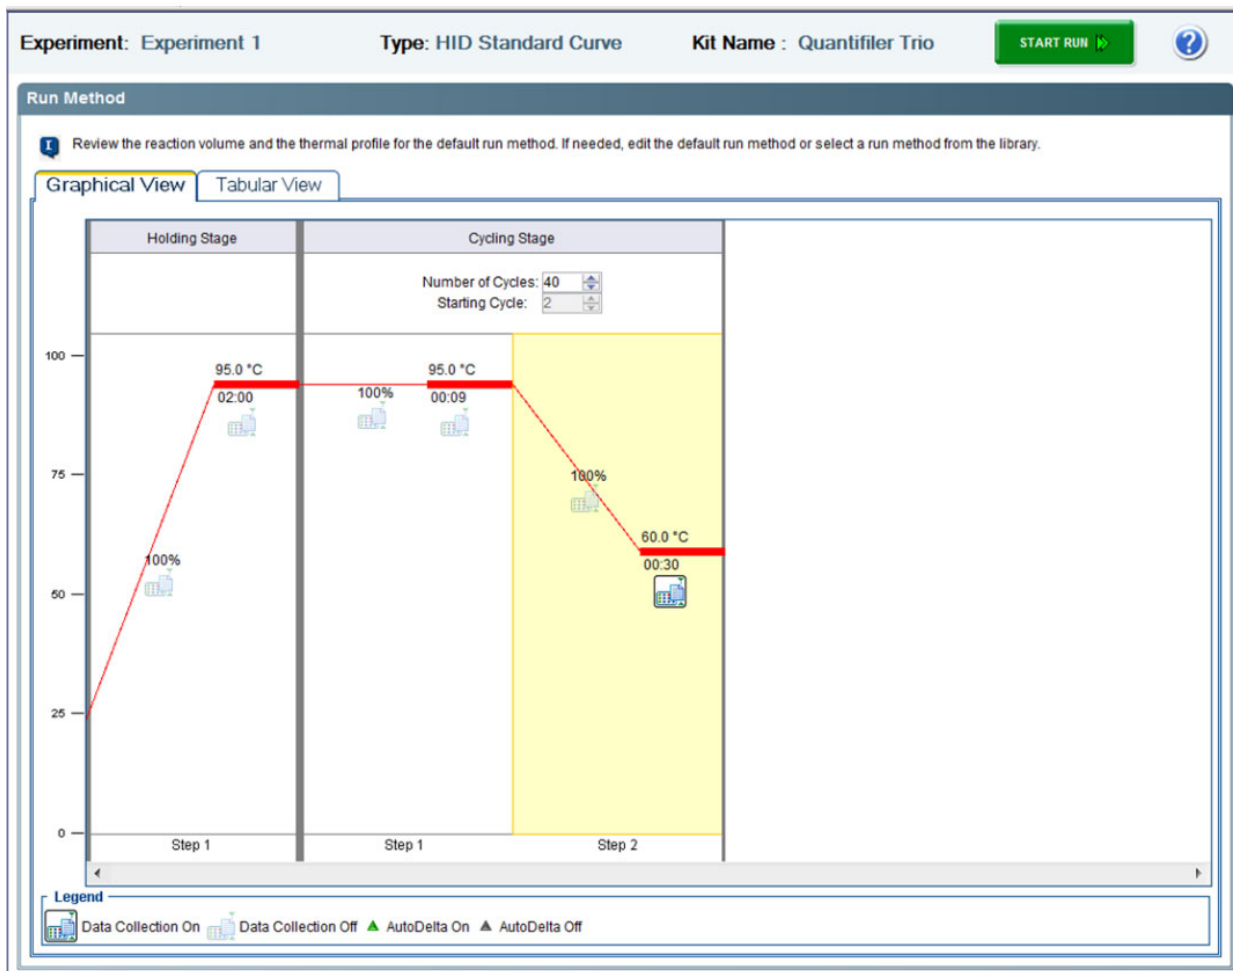 Experiment: Experiment 1 Type: HID Standard Curve Kit Name : Quantifiler Trio START RUN ?
Run Method
Review the reaction volume and the thermal profile for the default run method. If needed, edit the default run method or select a run method from the library.
Graphical View Tabular View
Holding Stage Cycling Stage
Number of Cycles: 40
Starting Cycle: 2
100
95.0 °C 95.0 °C
02:00 100% 00:09
75 100%
60.0 °C
100% 00:30
50
25
0
Step 1 Step 1 Step 2
Legend
Data Collection On Data Collection Off AutoDelta On AutoDelta Off